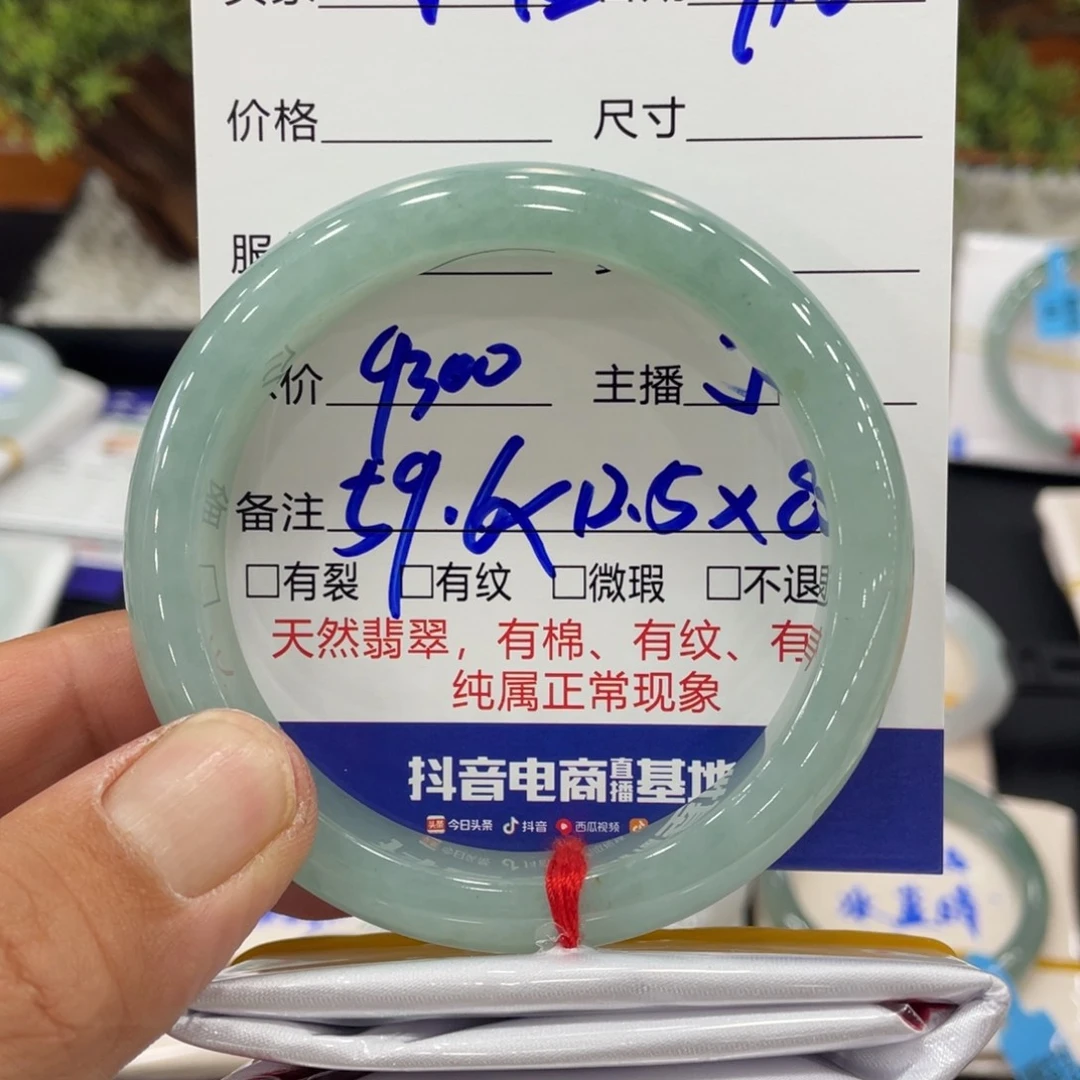 价格 尺寸
服
价 9300 主播
备注 59.6×12.5×8
□有裂 □有纹 □微瑕 □不退
天然翡翠，有棉、有纹、有
纯属正常现象
抖音电商直播基地
今日头条 抖音 西瓜视频